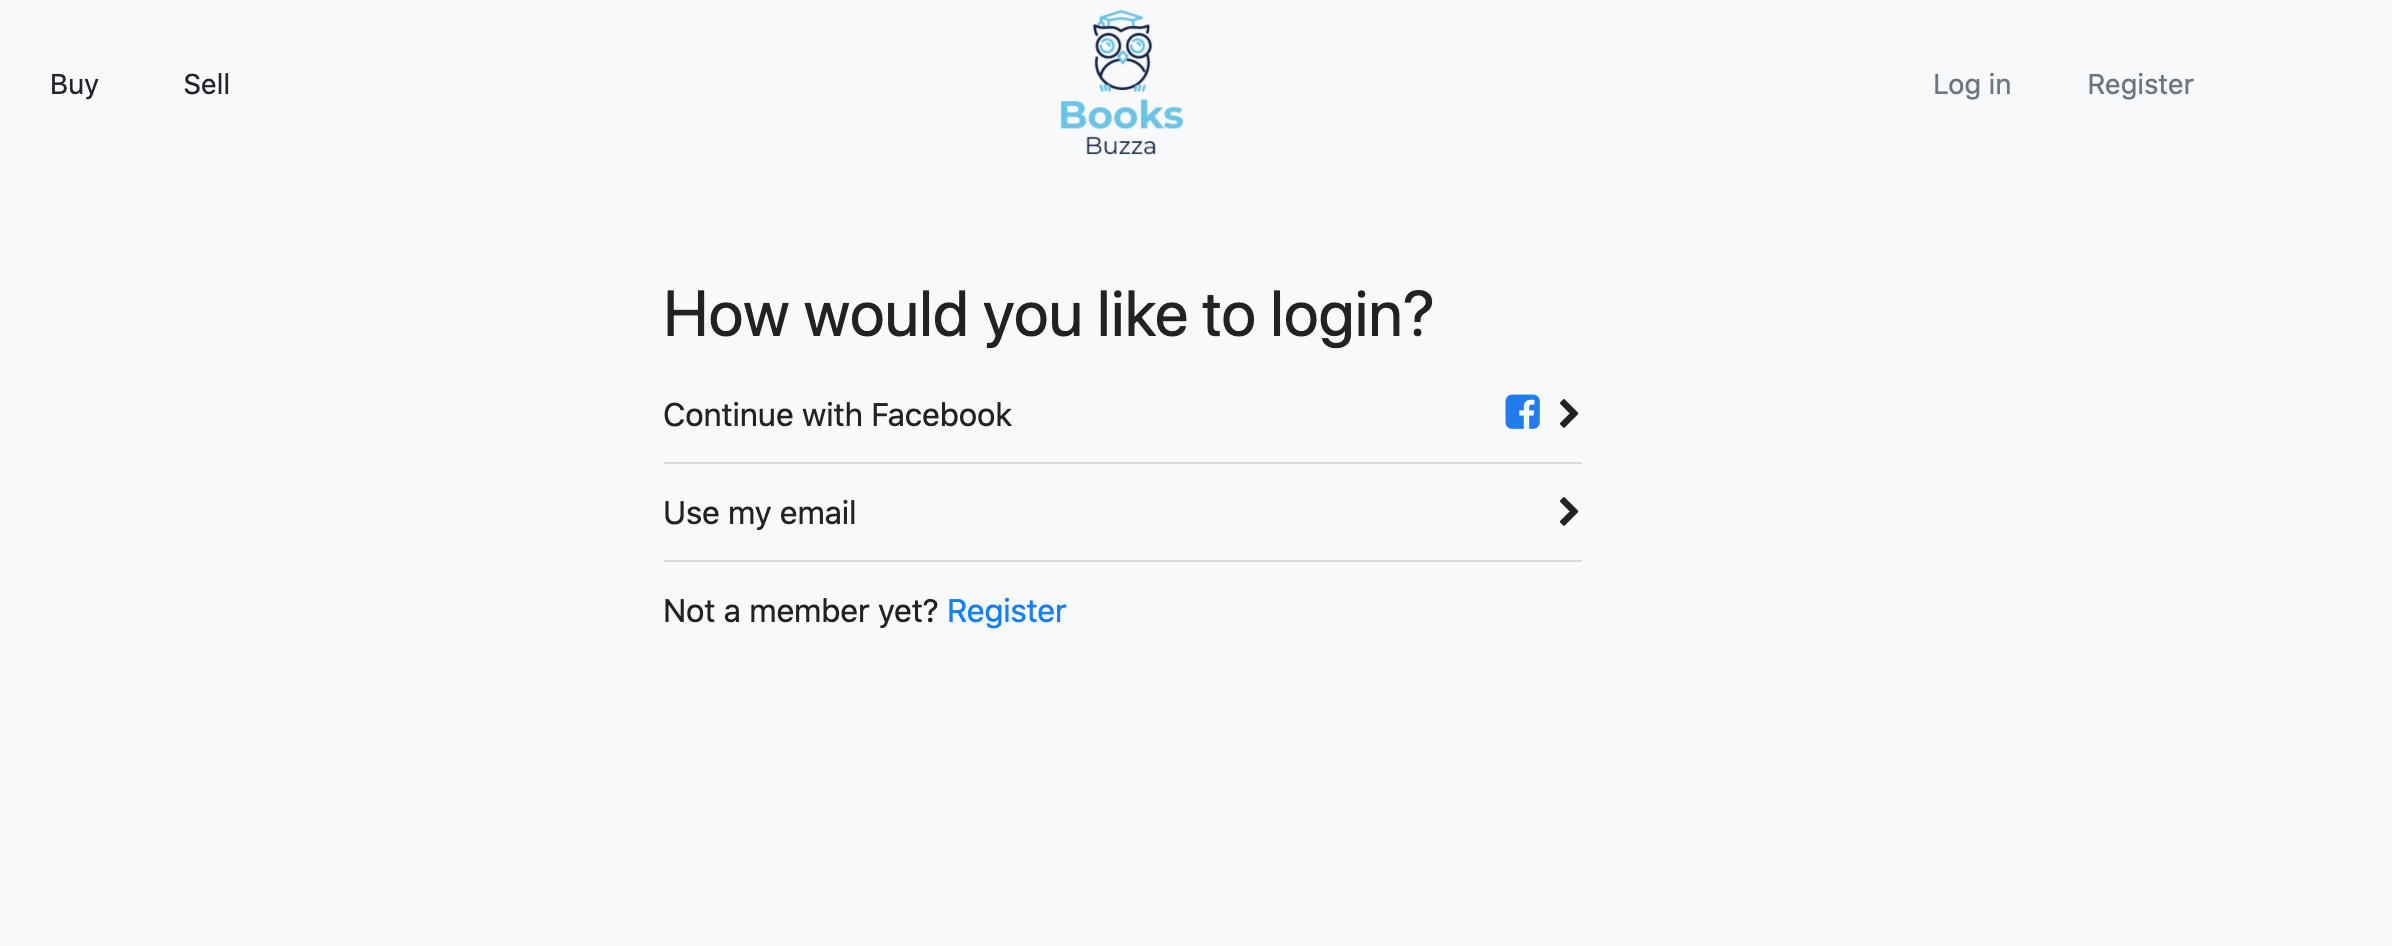 Buy
Sell
Books
Buzza
Log in
Register
How would you like to login?
Continue with Facebook
Use my email
Not a member yet? Register